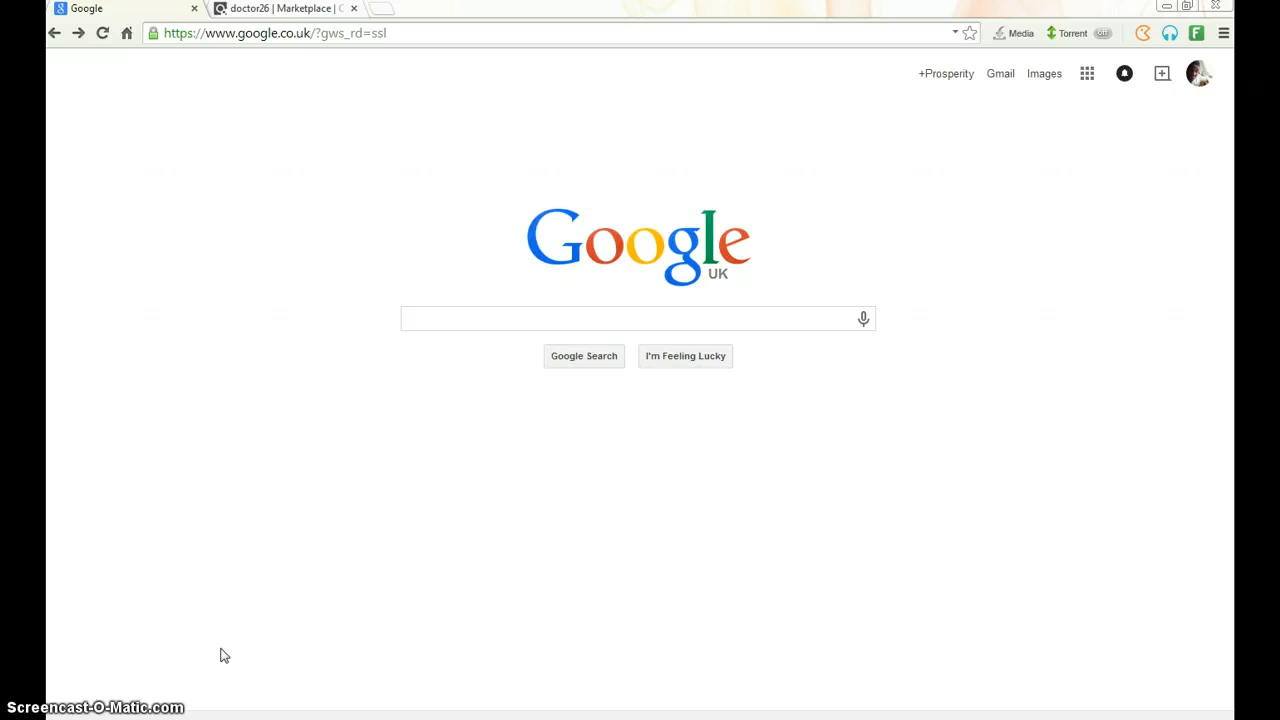 Google
doctor26 | Marketplace | C
https://www.google.co.uk/?gws_rd=ssl
Media
Torrent
off
+Prosperity
Gmail
Images
Google
UK
Google Search
I'm Feeling Lucky
Screencast-O-Matic.com